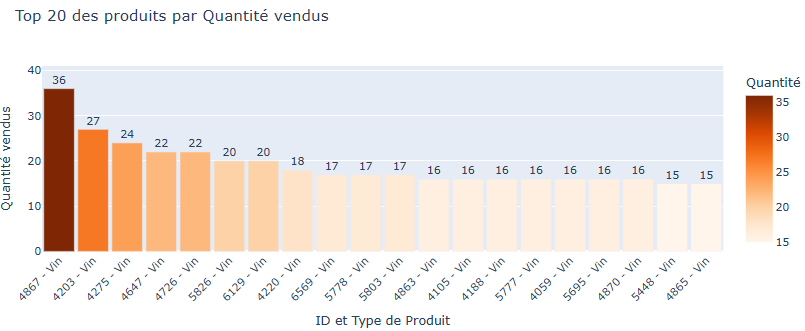 Top 20 des produits par Quantité vendus
Quantité vendus
40
30
20
10
0
36
27
24
22
22
20
20
18
17
17
17
16
16
16
16
16
16
16
15
15
4867 - Vin
4203 - Vin
4275 - Vin
4647 - Vin
4726 - Vin
5826 - Vin
6129 - Vin
4220 - Vin
6569 - Vin
5778 - Vin
5803 - Vin
4863 - Vin
4105 - Vin
4188 - Vin
5777 - Vin
4059 - Vin
5695 - Vin
4870 - Vin
5448 - Vin
4865 - Vin
ID et Type de Produit
Quantité
35
30
25
20
15